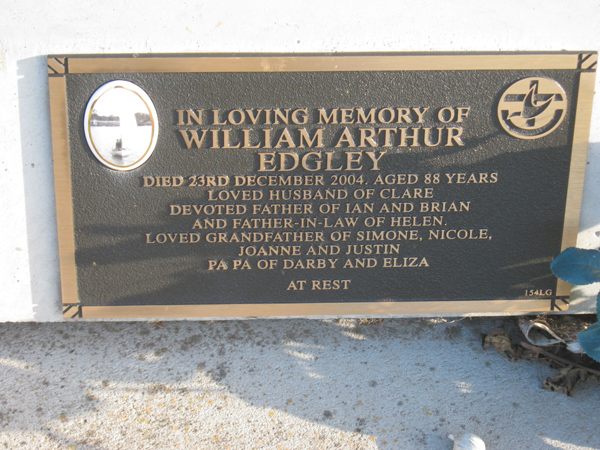 IN LOVING MEMORY OF
WILLIAM ARTHUR
EDGLEY
DIED 23RD DECEMBER 2004, AGED 88 YEARS
LOVED HUSBAND OF CLARE
DEVOTED FATHER OF IAN AND BRIAN
AND FATHER-IN-LAW OF HELEN.
LOVED GRANDFATHER OF SIMONE, NICOLE,
JOANNE AND JUSTIN
PA PA OF DARBY AND ELIZA
AT REST
154LG